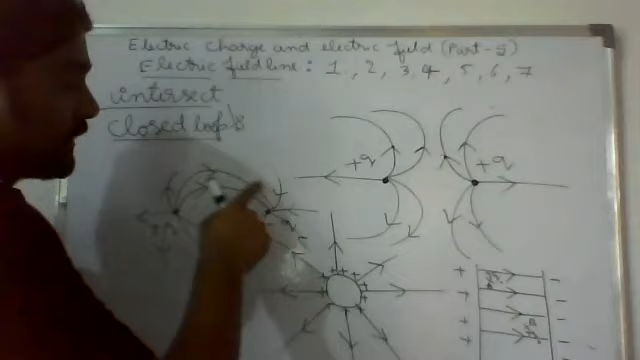 Electric charge and electric field (Part-5)
Electric field line: 1, 2, 3, 4, 5, 6, 7
intersect
closed loop's
+q +q